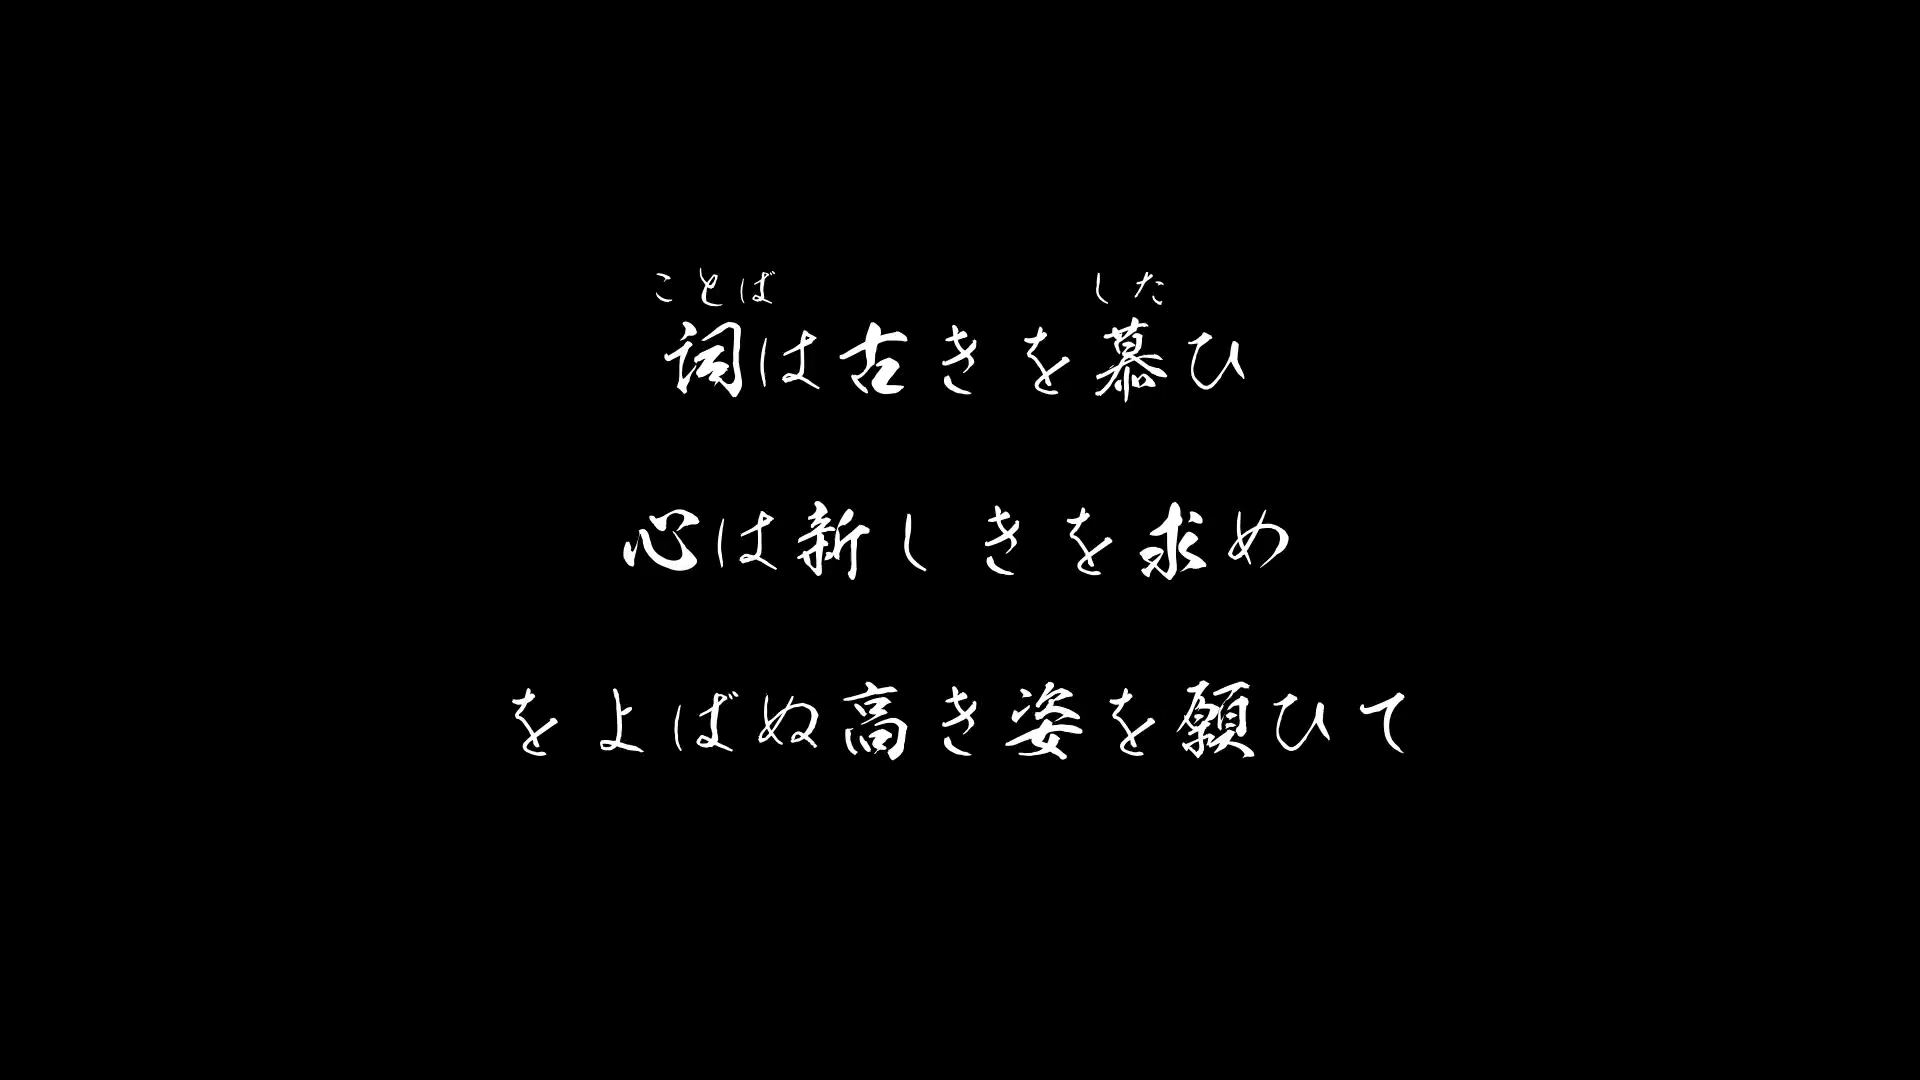 ことば した
詞は古きを慕ひ
心は新しきを求め
をよばぬ高き姿を願ひて